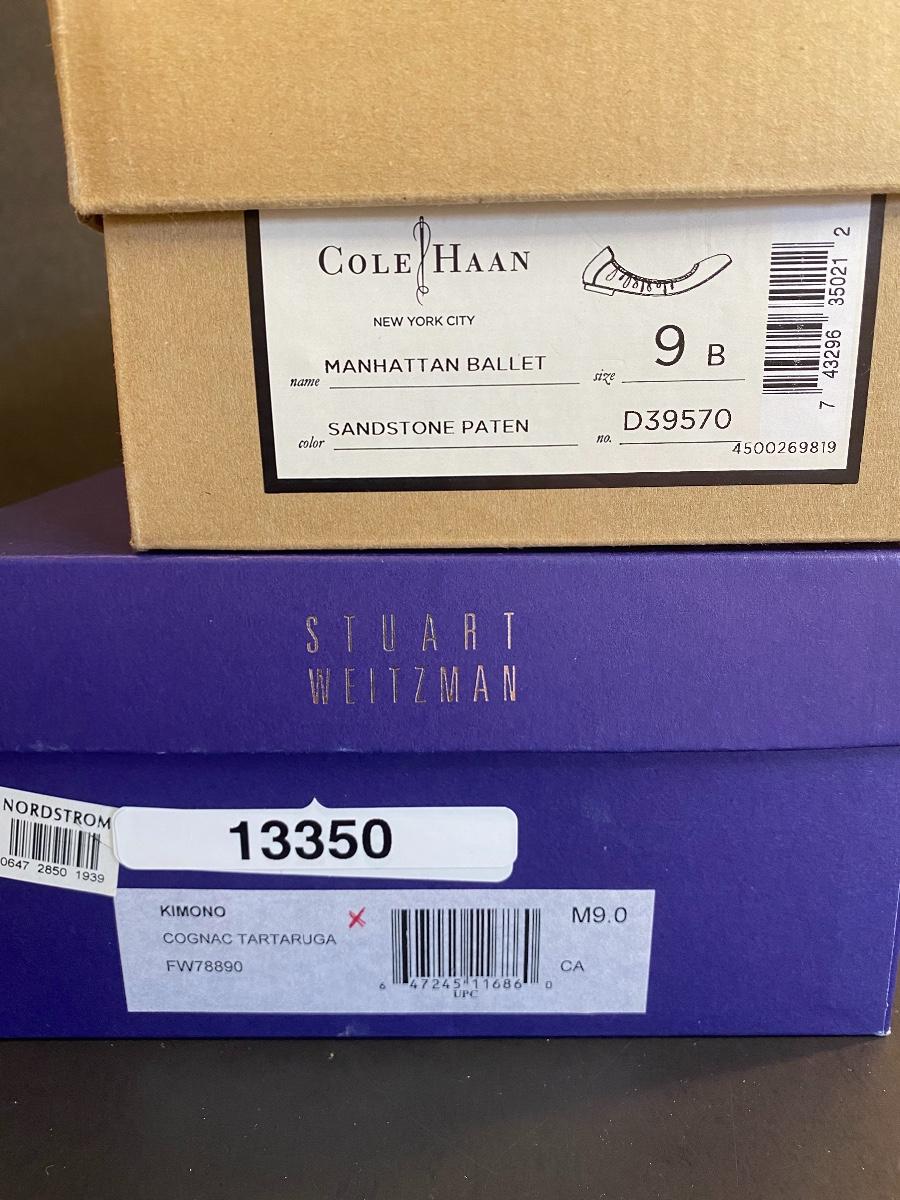 COLE HAAN
NEW YORK CITY
name MANHATTAN BALLET
size 9 B
color SANDSTONE PATEN
no. D39570
4500269819
7 43296 35021 2
STUART
WEITZMAN
NORDSTROM
0647 2850 1939
13350
KIMONO
COGNAC TARTARUGA
FW78890
M9.0
CA
6 47245 11686 0
UPC